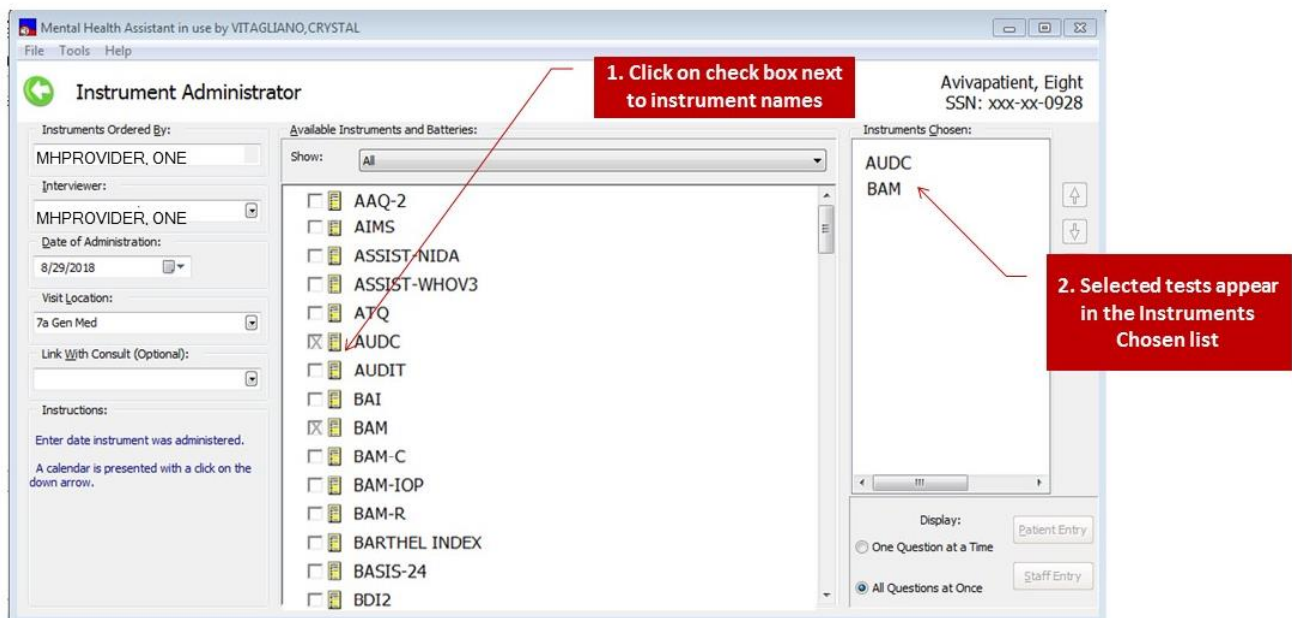 Mental Health Assistant in use by VITAGLIANO,CRYSTAL
File Tools Help
Instrument Administrator
1. Click on check box next
to instrument names
Avivapatient, Eight
SSN: xxx-xx-0928
Instruments Ordered By:
MHPROVIDER, ONE
Interviewer:
MHPROVIDER, ONE
Date of Administration:
8/29/2018
Visit Location:
7a Gen Med
Link With Consult (Optional):
Instructions:
Enter date instrument was administered.
A calendar is presented with a click on the
down arrow.
Available Instruments and Batteries:
Show:
All
AAQ-2
AIMS
ASSIST-NIDA
ASSIST-WHOV3
ATQ
AUDC
AUDIT
BAI
BAM
BAM-C
BAM-IOP
BAM-R
BARTHEL INDEX
BASIS-24
BDI2
Instruments Chosen:
AUDC
BAM
2. Selected tests appear
in the Instruments
Chosen list
Display:
One Question at a Time
All Questions at Once
Patient Entry
Staff Entry